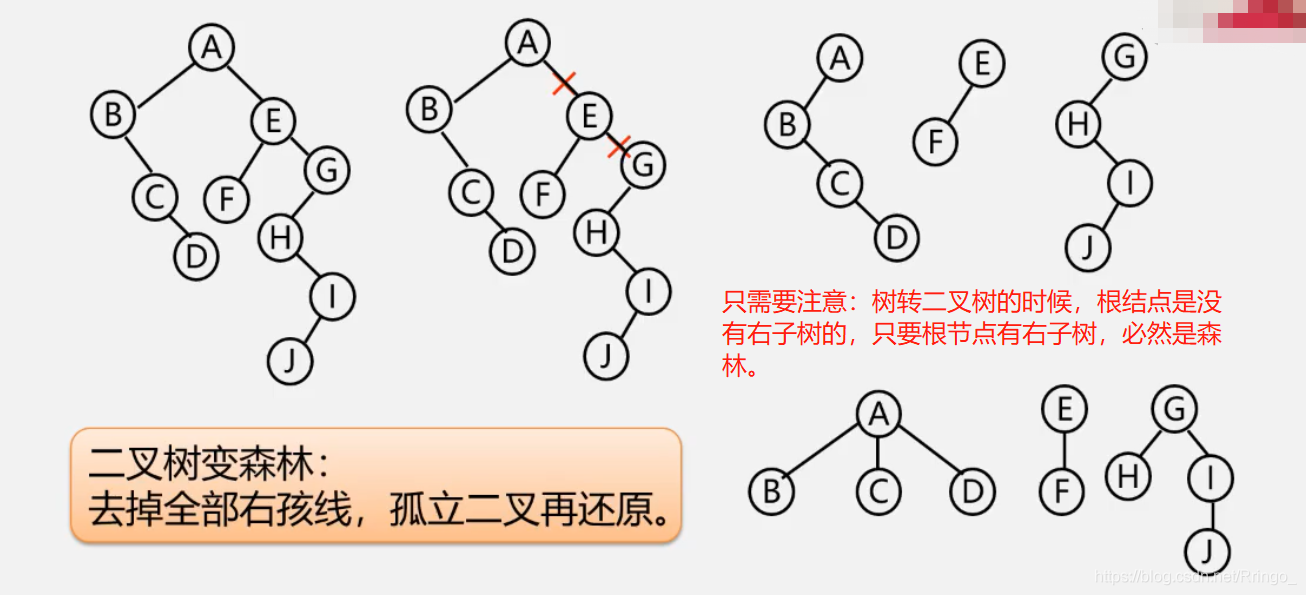 A
B
E
C
F
G
D
H
I
J
A
B
E
C
F
G
D
H
I
J
A
B
C
D
E
F
G
H
I
J
只需要注意：树转二叉树的时候，根结点是没
有右子树的，只要根节点有右子树，必然是森
林。
二叉树变森林：
去掉全部右孩线，孤立二叉再还原。
A
B
C
D
E
F
G
H
I
J
https://blog.csdn.net/Rringo_